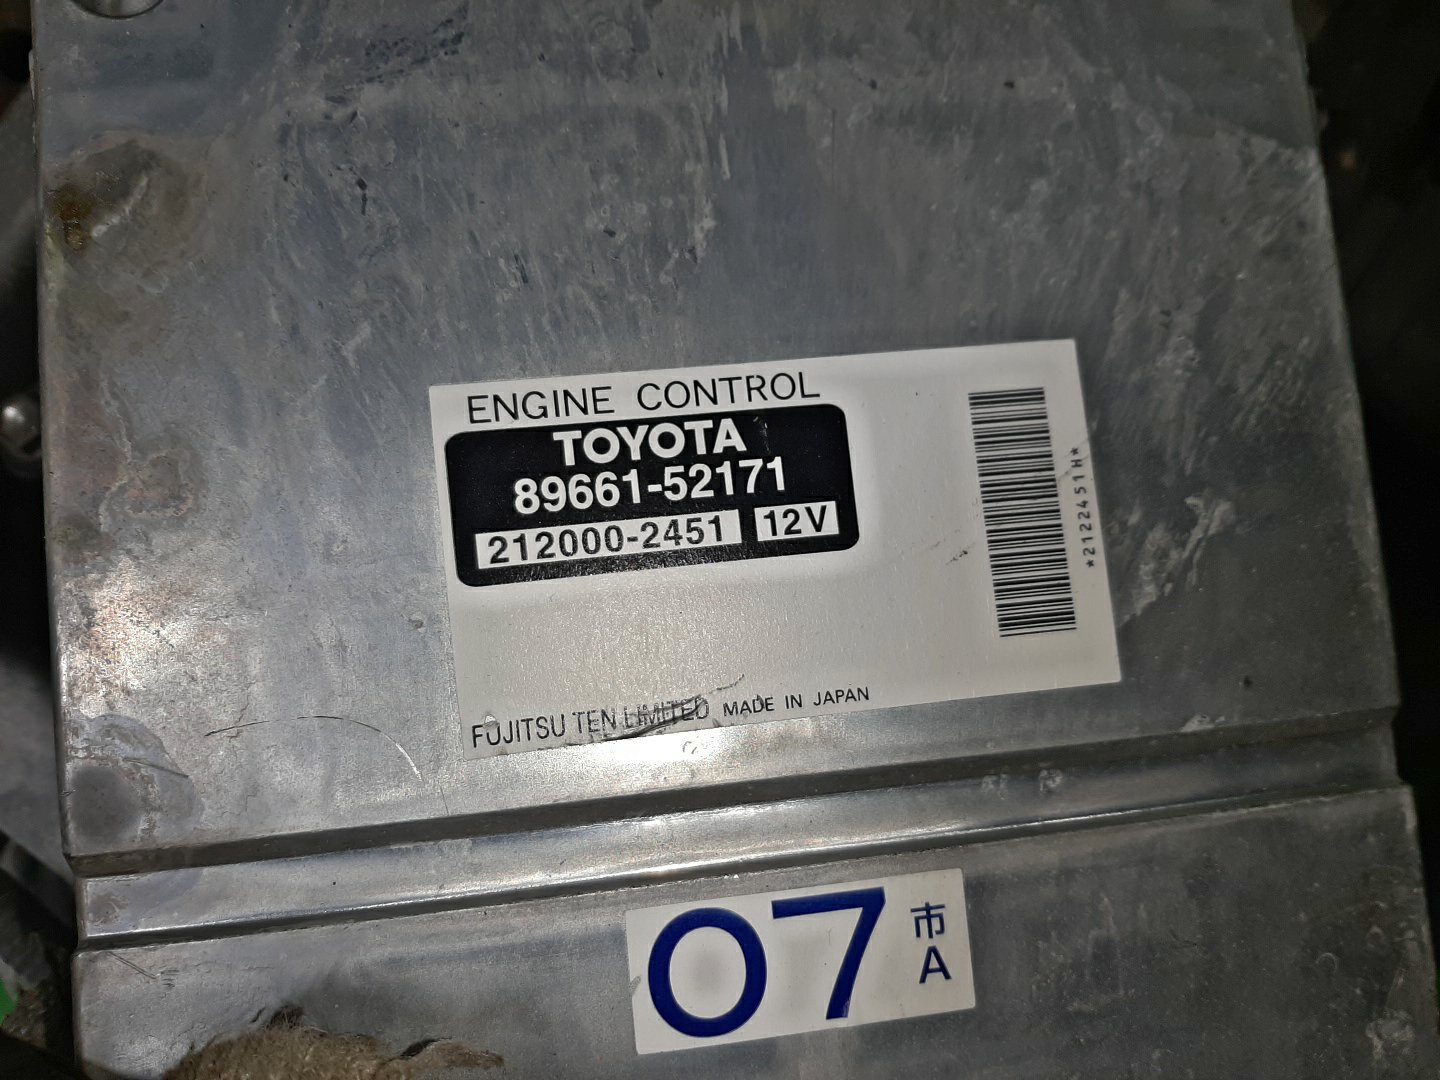 ENGINE CONTROL
TOYOTA
89661-52171
212000-2451 12V
*2122451H*
FUJITSU TEN LIMITED MADE IN JAPAN
07 市
A